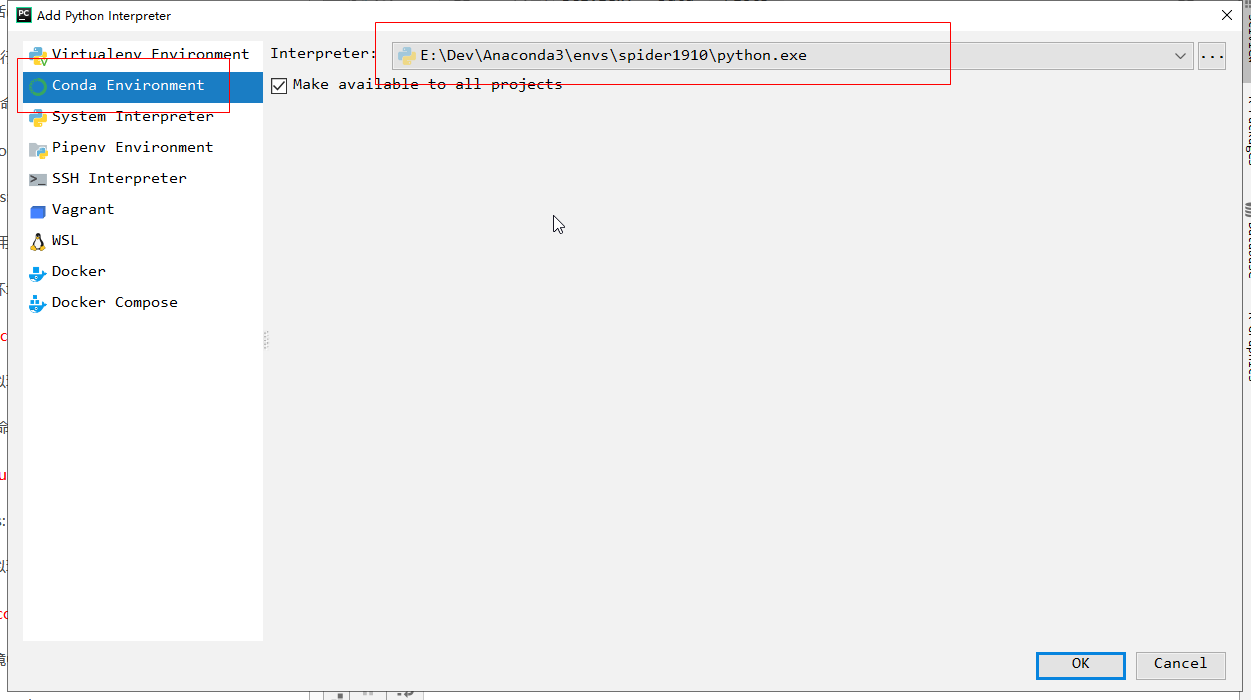 Add Python Interpreter
Virtualenv Environment
Conda Environment
System Interpreter
Pipenv Environment
SSH Interpreter
Vagrant
WSL
Docker
Docker Compose
Interpreter:
E:\Dev\Anaconda3\envs\spider1910\python.exe
...
Make available to all projects
OK
Cancel